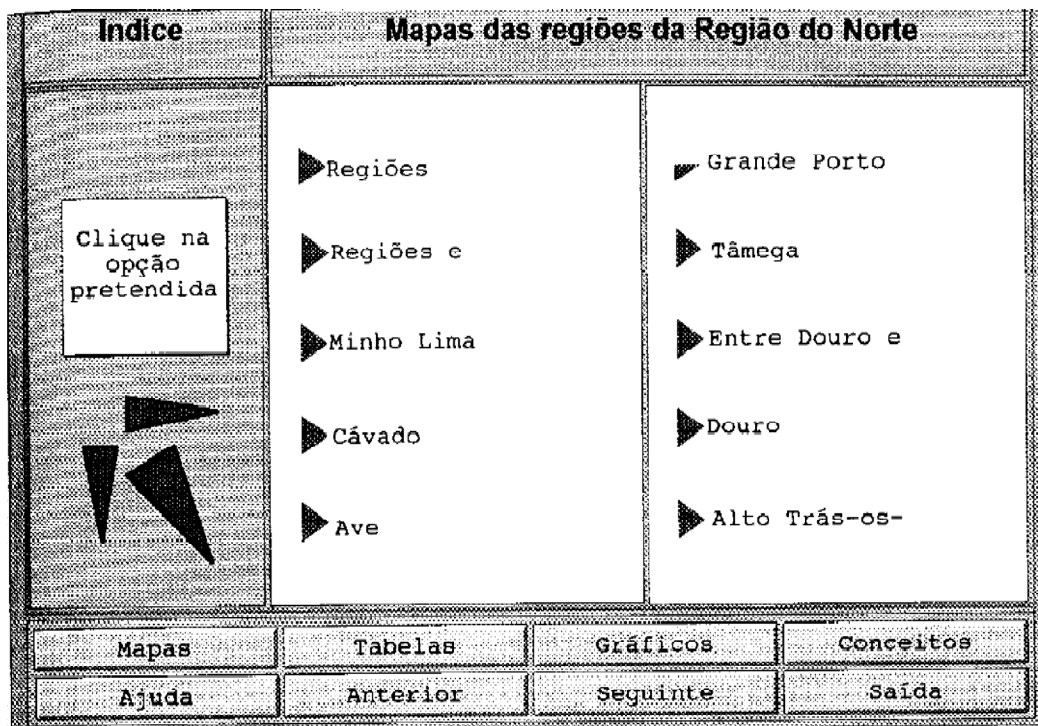 Indice
Mapas das regiões da Região do Norte
Clique na
opção
pretendida
Regiões
Regiões e
Minho Lima
Cávado
Ave
Grande Porto
Tâmega
Entre Douro e
Douro
Alto Trás-os-
Mapas
Tabelas
Gráficos
Conceitos
Ajuda
Anterior
Seguinte
Saída